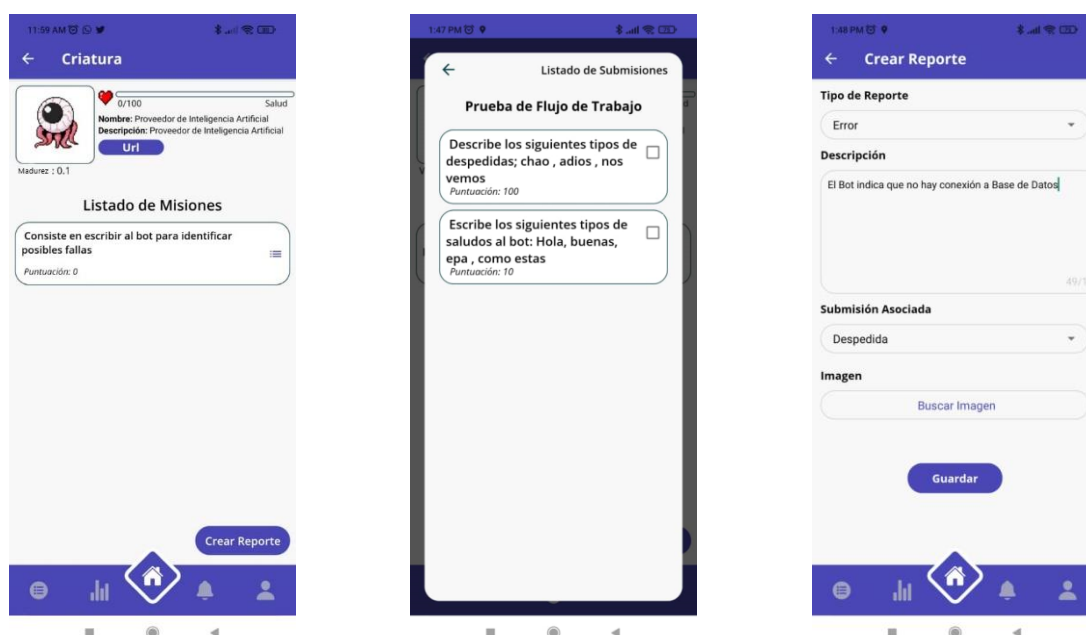 11:59 AM
Criatura
0/100 Salud
Nombre: Proveedor de Inteligencia Artificial
Descripción: Proveedor de Inteligencia Artificial
Url
Madurez : 0.1
Listado de Misiones
Consiste en escribir al bot para identificar
posibles fallas
Puntuación: 0
Crear Reporte
1:47 PM
Listado de Submisiones
Prueba de Flujo de Trabajo
Describe los siguientes tipos de
despedidas; chao , adios , nos
vemos
Puntuación: 100
Escribe los siguientes tipos de
saludos al bot: Hola, buenas,
epa , como estas
Puntuación: 10
1:48 PM
Crear Reporte
Tipo de Reporte
Error
Descripción
El Bot indica que no hay conexión a Base de Datos
Submisión Asociada
Despedida
Imagen
Buscar Imagen
Guardar